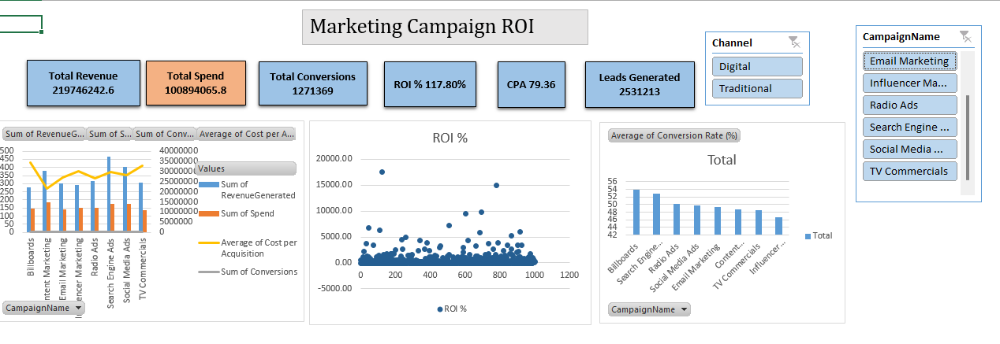 Marketing Campaign ROI
Channel
Digital
Traditional
CampaignName
Email Marketing
Influencer Ma...
Radio Ads
Search Engine ...
Social Media ...
TV Commercials
Total Revenue
219746242.6
Total Spend
100894065.8
Total Conversions
1271369
ROI % 117.80%
CPA 79.36
Leads Generated
2531213
Sum of RevenueG...
Sum of S...
Sum of Conv...
Average of Cost per A...
500
450
400
350
300
250
200
150
100
50
0
40000000
35000000
30000000
25000000
20000000
15000000
10000000
5000000
0
Values
Sum of
RevenueGenerated
Sum of Spend
Average of Cost per
Acquisition
Sum of Conversions
Billboards
ntent Marketing
Email Marketing
encer Marketing
Radio Ads
Search Engine Ads
Social Media Ads
TV Commercials
CampaignName
ROI %
20000.00
15000.00
10000.00
5000.00
0.00
-5000.00
0
200
400
600
800
1000
1200
ROI %
Average of Conversion Rate (%)
Total
56
54
52
50
48
46
44
42
Billboards
Search Engine...
Radio Ads
Social Media Ads
Email Marketing
Content...
TV Commercials
Influencer...
Total
CampaignName